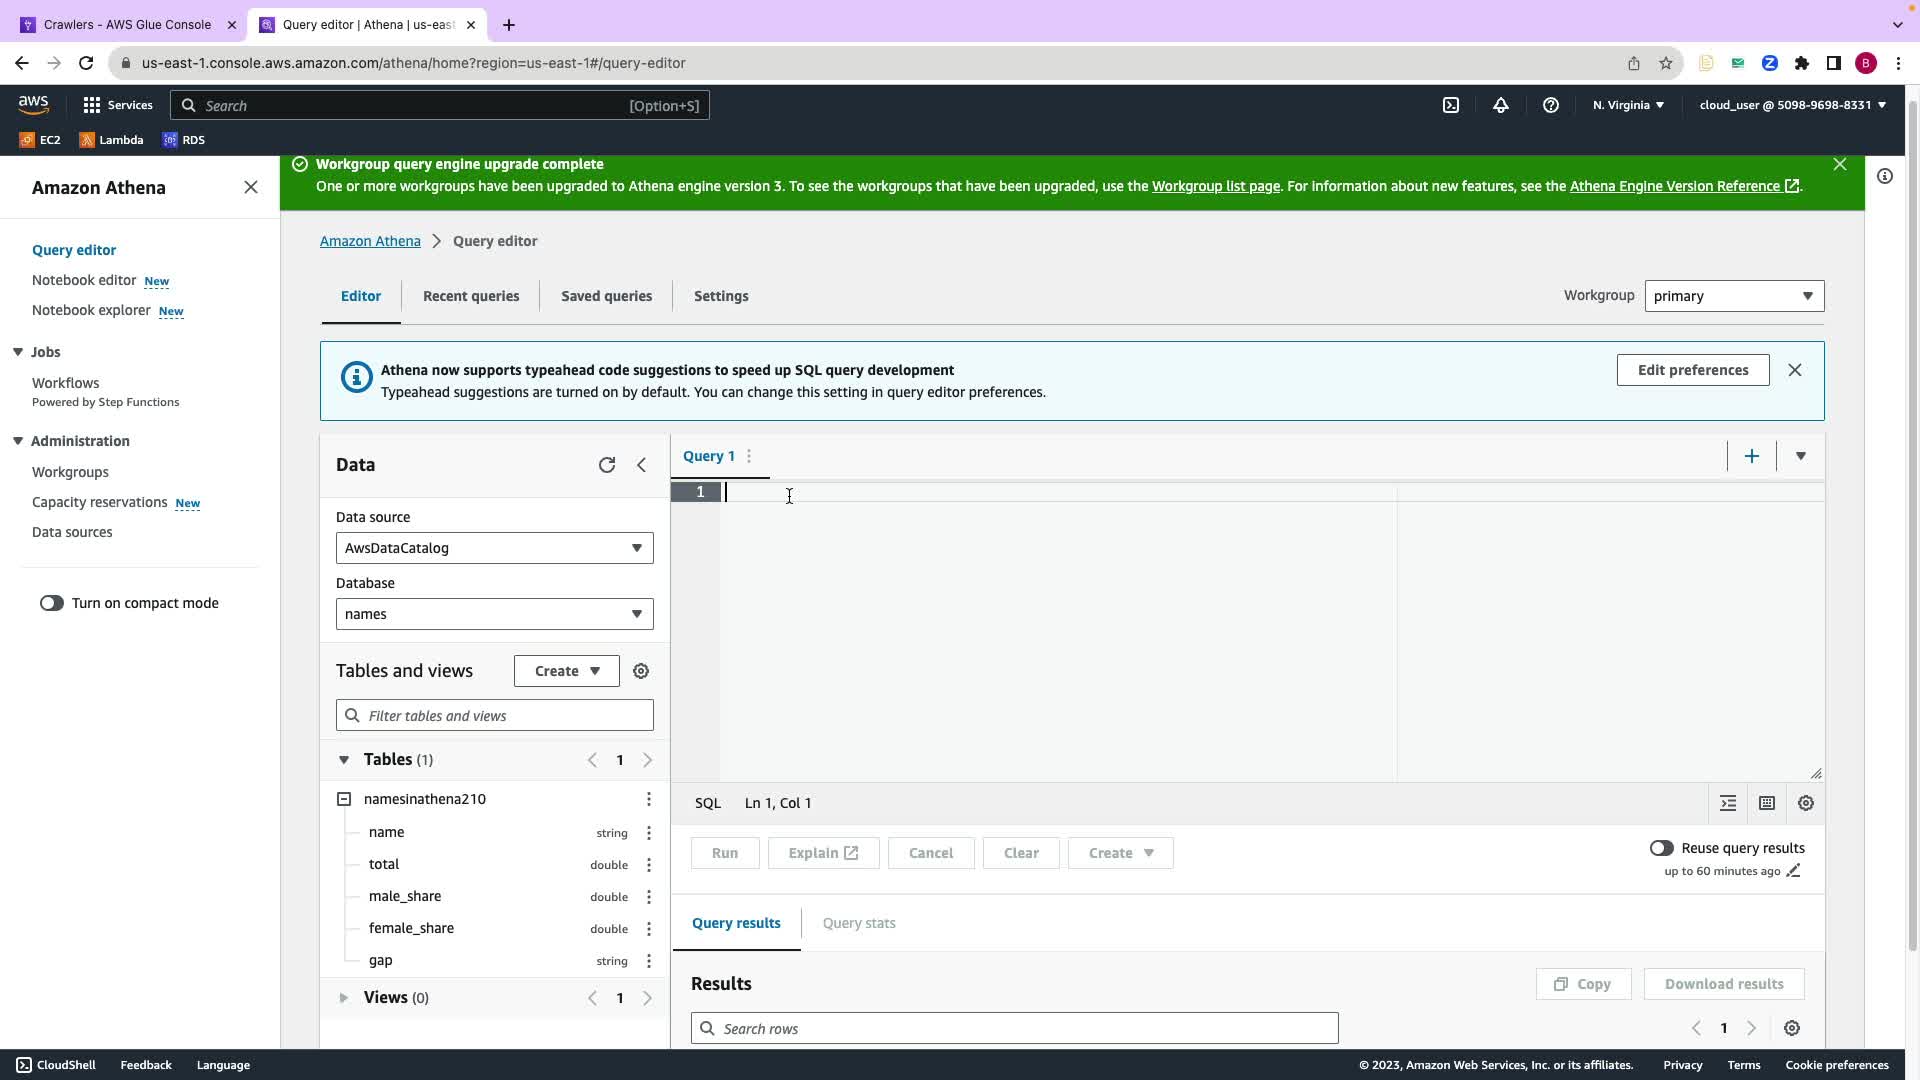 Crawlers - AWS Glue Console
Query editor | Athena | us-east
us-east-1.console.aws.amazon.com/athena/home?region=us-east-1#/query-editor
B
aws
Services
Search
[Option+S]
N. Virginia
cloud_user @ 5098-9698-8331
EC2
Lambda
RDS
Amazon Athena
Query editor
Notebook editor New
Notebook explorer New
Jobs
Workflows
Powered by Step Functions
Administration
Workgroups
Capacity reservations New
Data sources
Turn on compact mode
Workgroup query engine upgrade complete
One or more workgroups have been upgraded to Athena engine version 3. To see the workgroups that have been upgraded, use the Workgroup list page. For information about new features, see the Athena Engine Version Reference.
Amazon Athena > Query editor
Editor
Recent queries
Saved queries
Settings
Workgroup
primary
Athena now supports typeahead code suggestions to speed up SQL query development
Typeahead suggestions are turned on by default. You can change this setting in query editor preferences.
Edit preferences
Data
Data source
AwsDataCatalog
Database
names
Tables and views
Create
Filter tables and views
Tables (1)
1
namesinathena210
name string
total double
male_share double
female_share double
gap string
Views (0)
1
Query 1
1
SQL
Ln 1, Col 1
Run
Explain
Cancel
Clear
Create
Reuse query results
up to 60 minutes ago
Query results
Query stats
Results
Copy
Download results
Search rows
1
CloudShell
Feedback
Language
© 2023, Amazon Web Services, Inc. or its affiliates.
Privacy
Terms
Cookie preferences